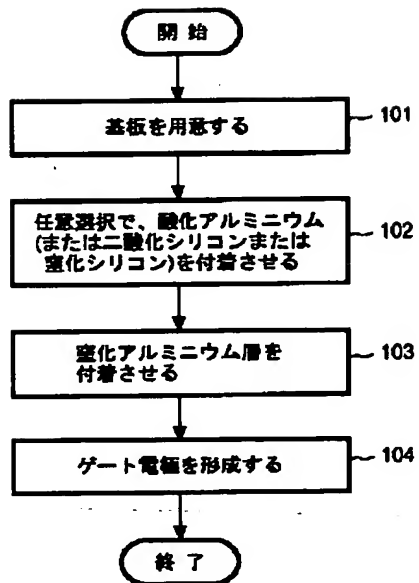 開始
基板を用意する
101
任意選択で、酸化アルミニウム
(または二酸化シリコンまたは
窒化シリコン)を付着させる
102
窒化アルミニウム層を
付着させる
103
ゲート電極を形成する
104
終了